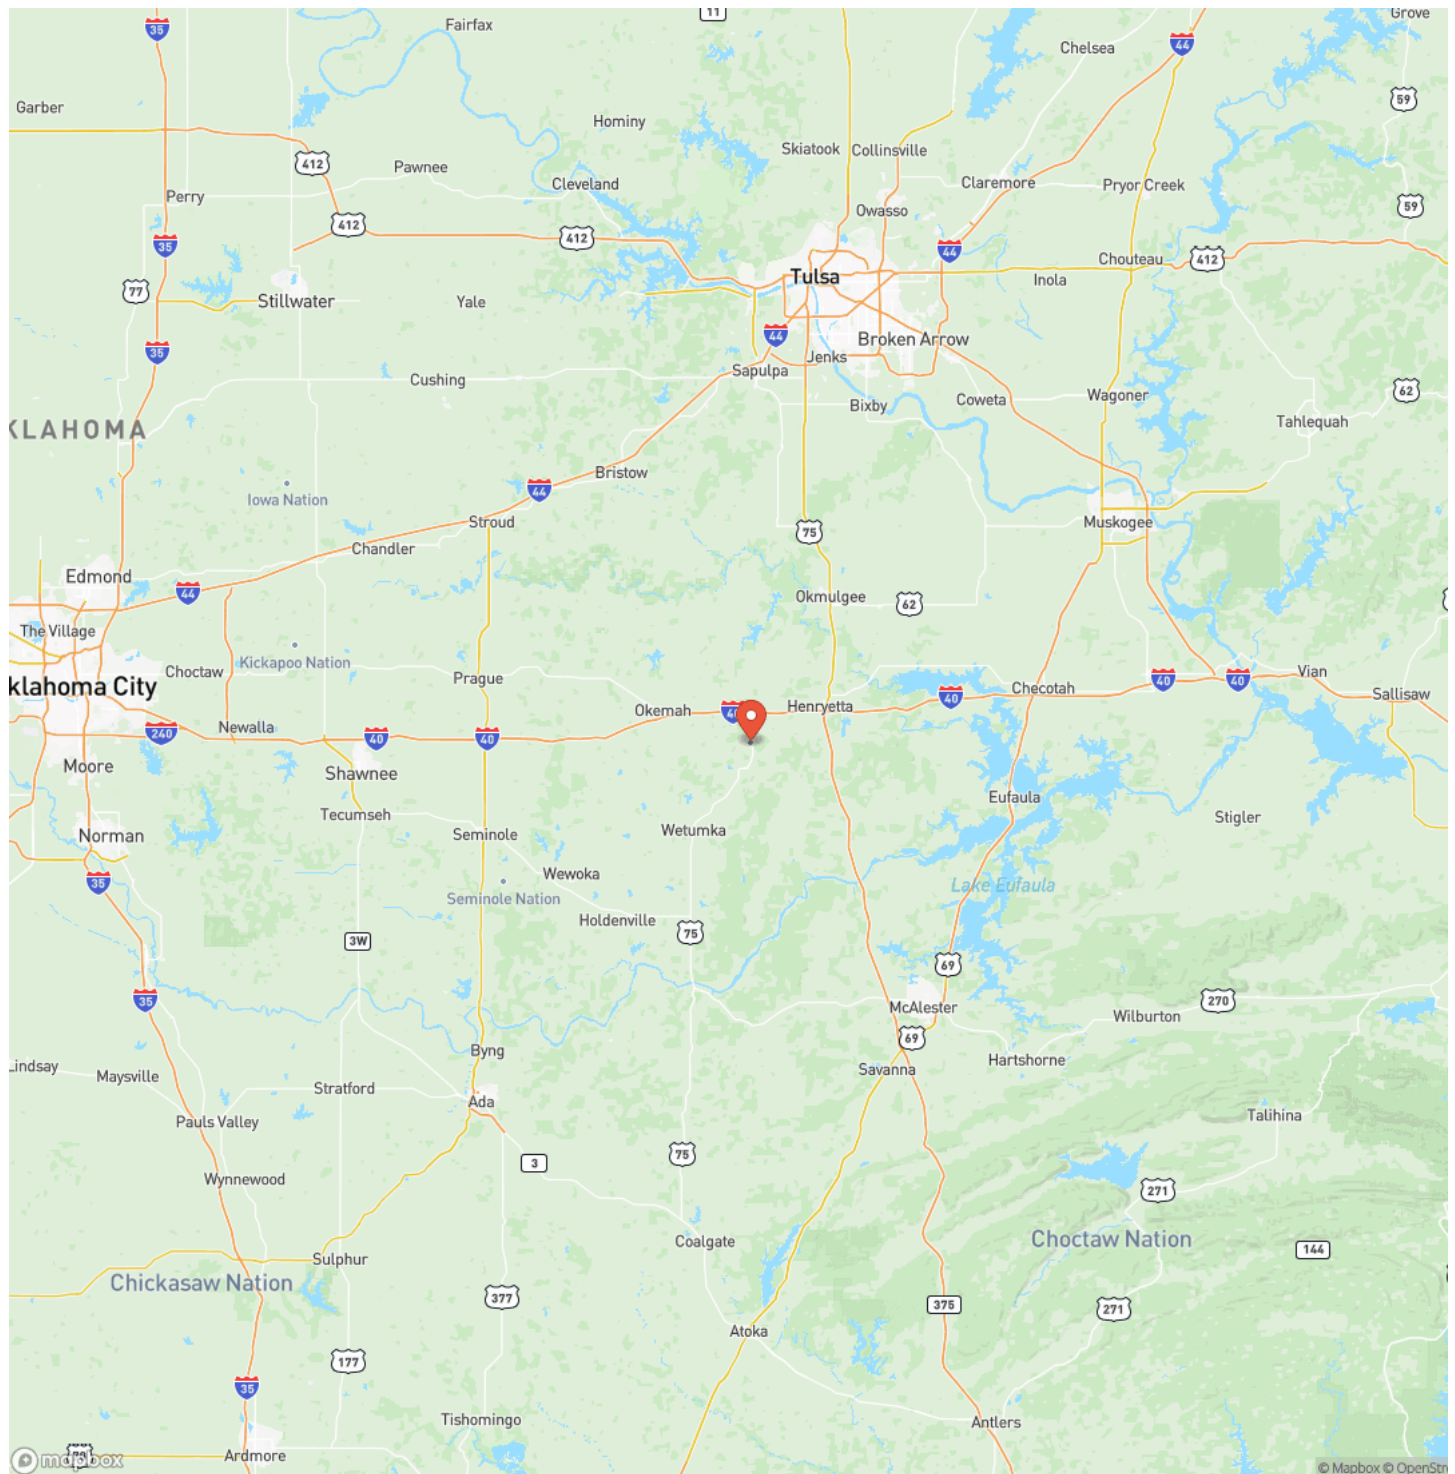 11
Grove
35
Fairfax
44
Chelsea
Garber
59
Hominy
Skiatook
Collinsville
412
Pawnee
Cleveland
Claremore
Pryor Creek
Perry
59
Owasso
412
412
35
44
Chouteau
412
Tulsa
Inola
77
Stillwater
Yale
44
Broken Arrow
35
Jenks
Sapulpa
Cushing
62
Wagoner
Coweta
Bixby
Tahlequah
KLAHOMA
Bristow
44
Iowa Nation
Stroud
Muskogee
75
Chandler
Edmond
44
Okmulgee
62
The Village
Kickapoo Nation
Choctaw
Vian
Prague
40
40
klahoma City
Checotah
Sallisaw
40
Okemah
40
Henryetta
Newalla
240
40
40
Moore
Shawnee
Eufaula
Tecumseh
Stigler
Norman
Seminole
Wetumka
Wewoka
35
Lake Eufaula
Seminole Nation
Holdenville
75
3W
69
35
McAlester
270
Wilburton
69
Byng
Hartshorne
Lindsay
Maysville
Savanna
Stratford
Ada
Talihina
Pauls Valley
75
3
Wynnewood
271
Choctaw Nation
Coalgate
144
Sulphur
Chickasaw Nation
377
375
271
Atoka
177
35
Tishomingo
Antlers
Ardmore
mapbox
© Mapbox © OpenStr